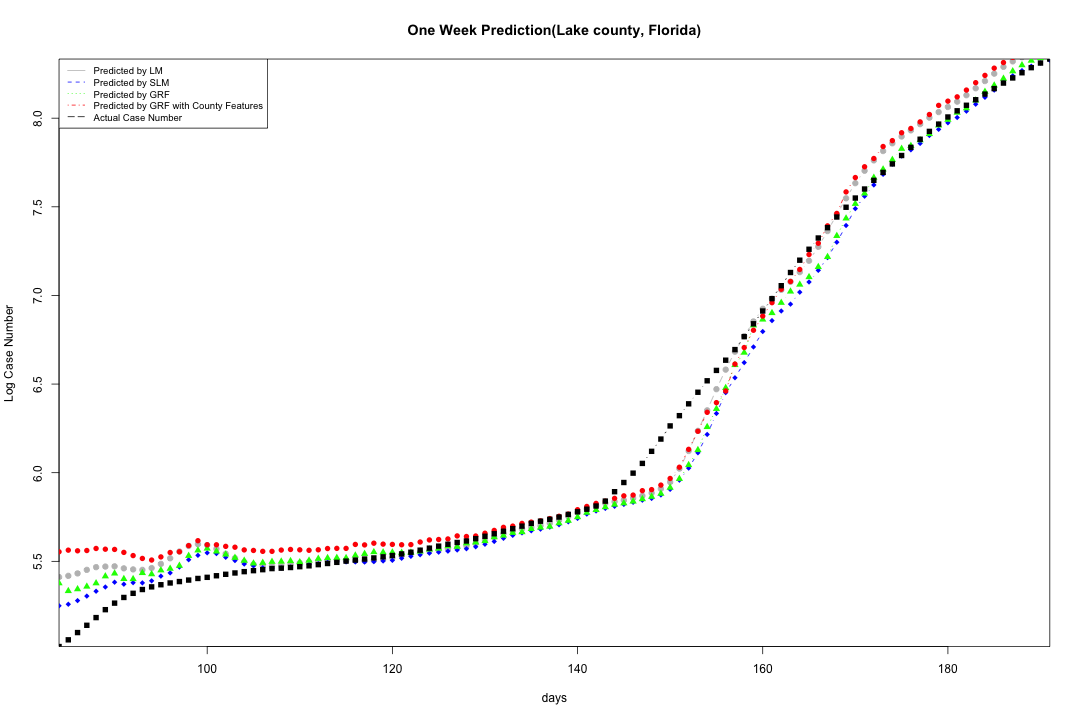 One Week Prediction(Lake county, Florida)
Predicted by LM
Predicted by SLM
Predicted by GRF
Predicted by GRF with County Features
Actual Case Number
8.0
7.5
7.0
6.5
6.0
5.5
Log Case Number
100 120 140 160 180
days